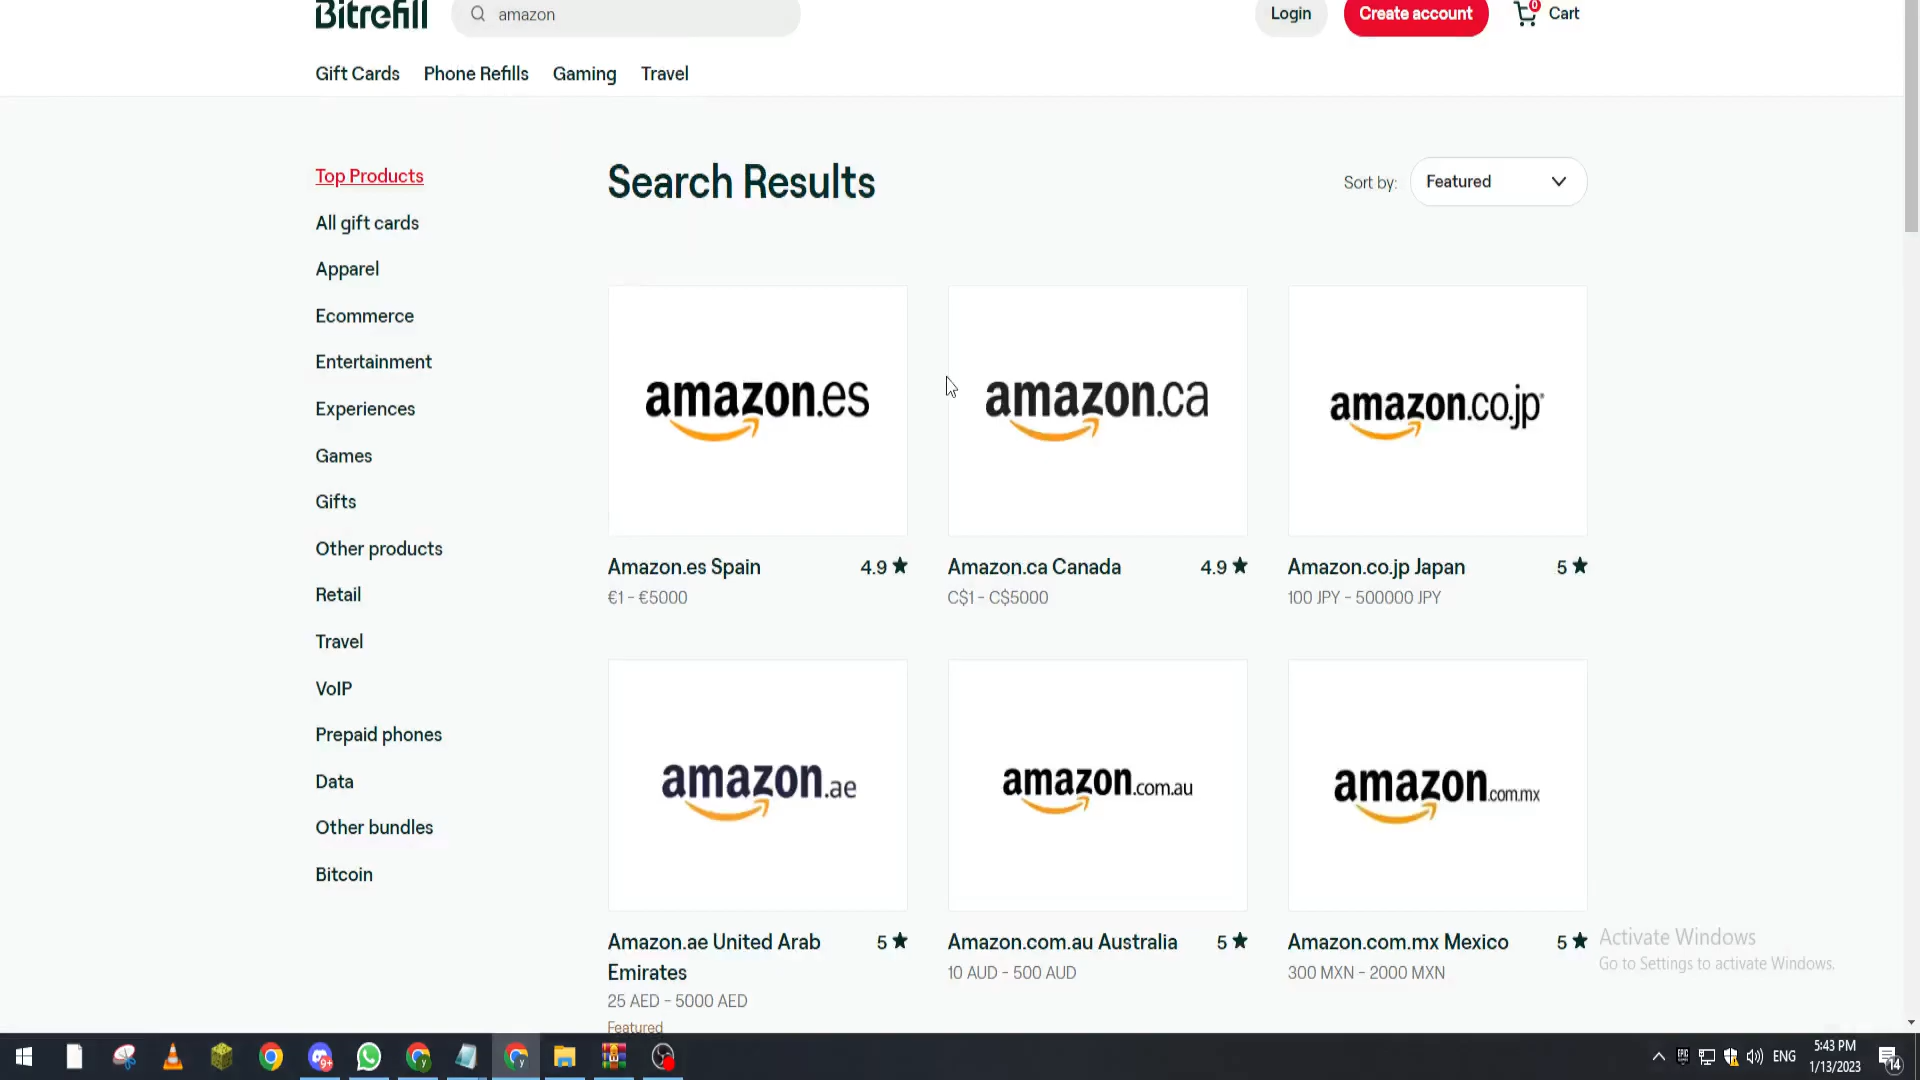 Bitrefill
amazon
Login
Create account
0
Cart
Gift Cards
Phone Refills
Gaming
Travel
Top Products
All gift cards
Apparel
Ecommerce
Entertainment
Experiences
Games
Gifts
Other products
Retail
Travel
VoIP
Prepaid phones
Data
Other bundles
Bitcoin
Search Results
Sort by:
Featured
amazon.es
amazon.ca
amazon.co.jp
Amazon.es Spain
4.9 ★
€1 - €5000
Amazon.ca Canada
4.9 ★
C$1 - C$5000
Amazon.co.jp Japan
5 ★
100 JPY - 500000 JPY
amazon.ae
amazon.com.au
amazon.com.mx
Amazon.ae United Arab
Emirates
5 ★
25 AED - 5000 AED
Featured
Amazon.com.au Australia
5 ★
10 AUD - 500 AUD
Amazon.com.mx Mexico
5 ★
300 MXN - 2000 MXN
Activate Windows
Go to Settings to activate Windows.
9+
EPIC
ENG
5:43 PM
1/13/2023
14